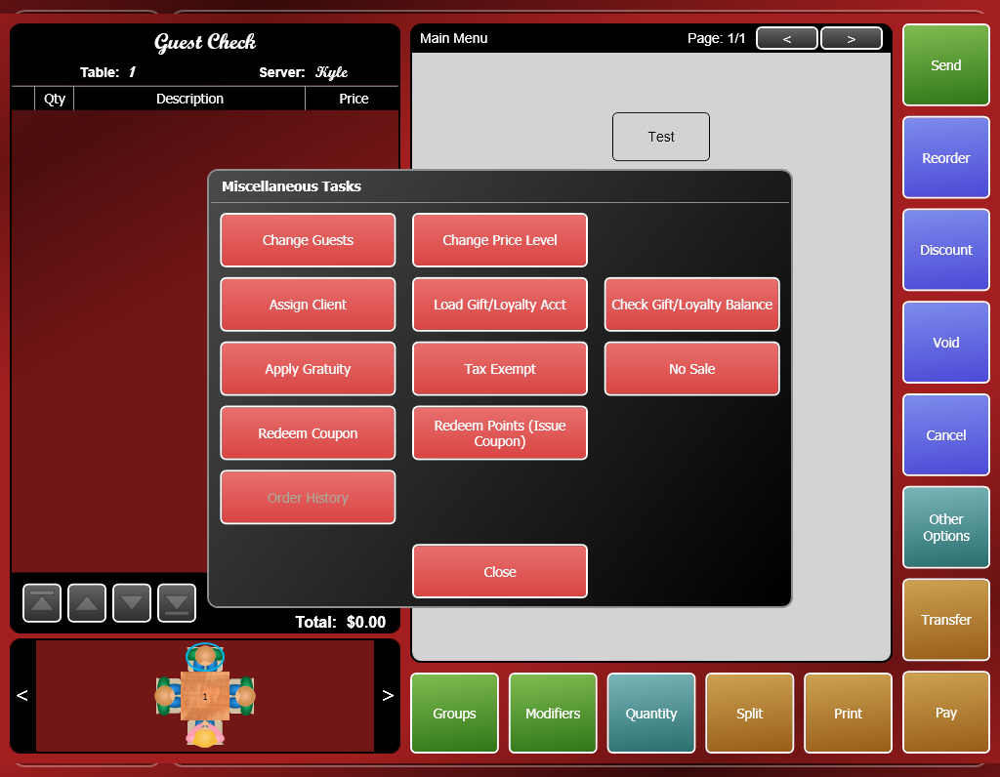 Guest Check
Table: 1 Server: Kyle
Qty Description Price
Main Menu Page: 1/1 < >
Test
Miscellaneous Tasks
Change Guests Change Price Level
Assign Client Load Gift/Loyalty Acct Check Gift/Loyalty Balance
Apply Gratuity Tax Exempt No Sale
Redeem Coupon Redeem Points (Issue
Coupon)
Order History
Close
Total: $0.00
< 1 >
Send
Reorder
Discount
Void
Cancel
Other
Options
Transfer
Groups Modifiers Quantity Split Print Pay